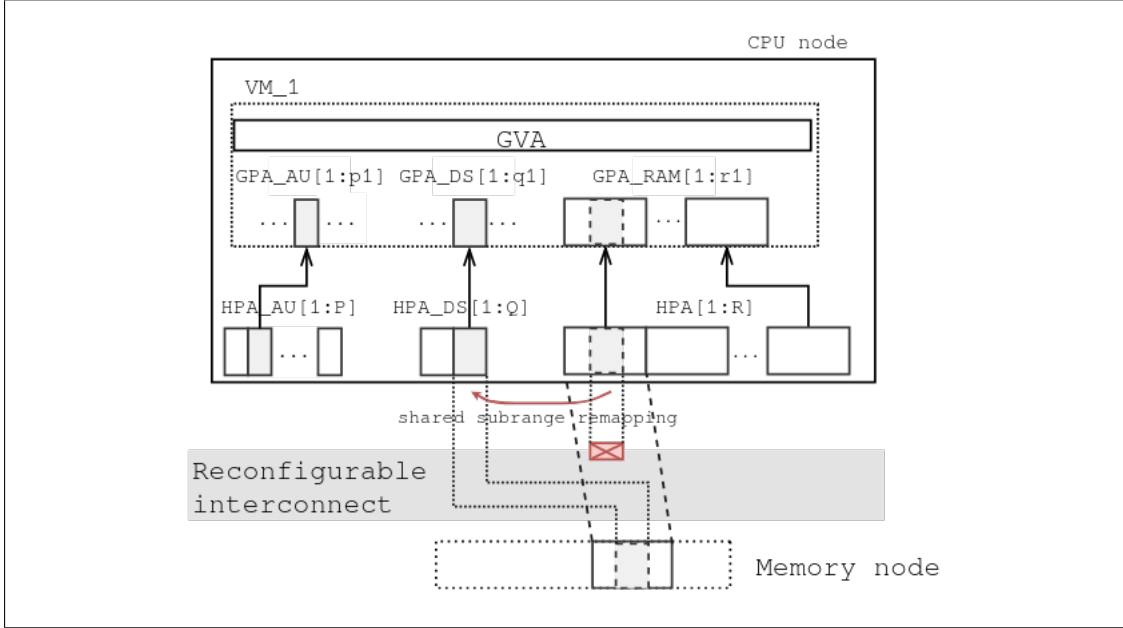 CPU node
VM_1
GVA
GPA_AU[1:p1] GPA_DS[1:q1] GPA_RAM[1:r1]
... ... ... ... ...
HPA_AU[1:P] HPA_DS[1:Q] HPA[1:R]
... ...
shared subrange remapping
Reconfigurable
interconnect
Memory node